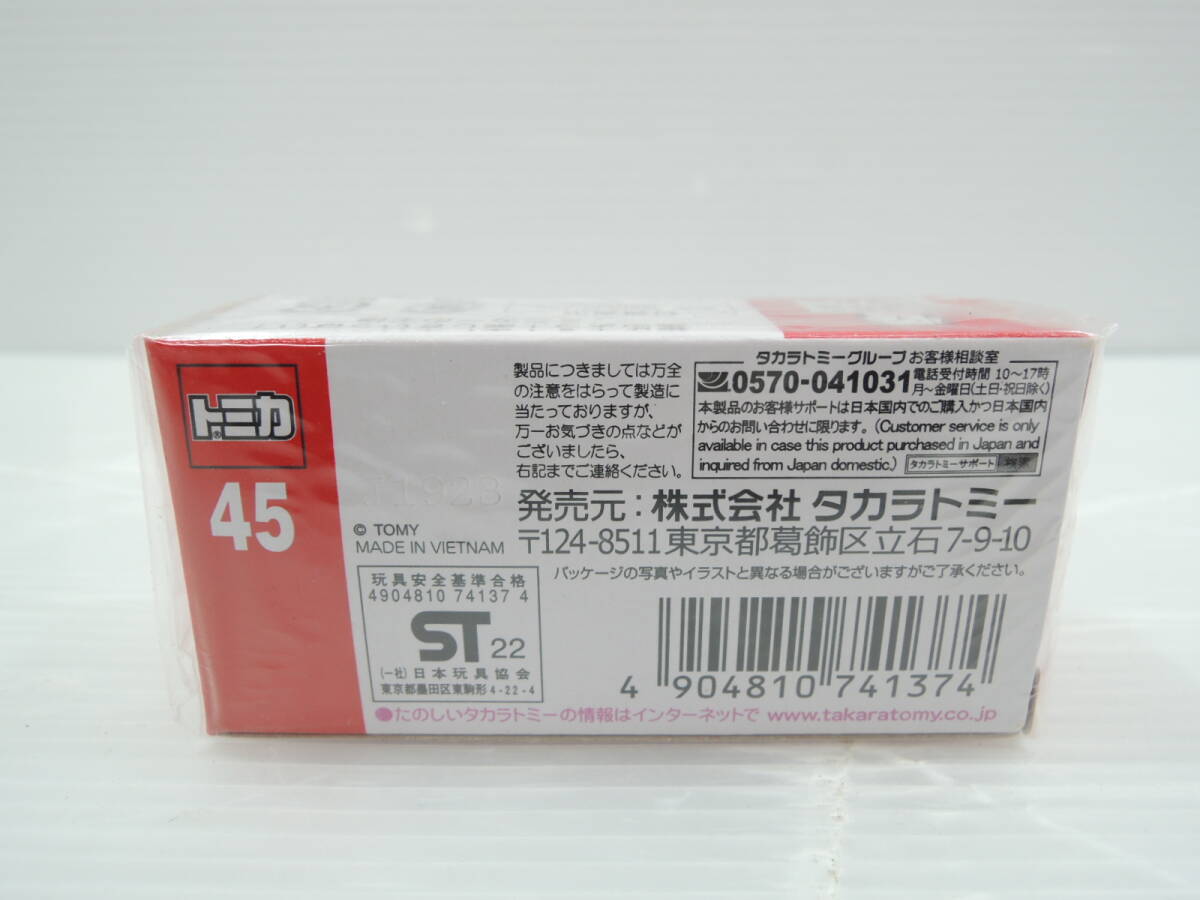 トミカ®
45
製品につきましては万全
の注意をはらって製造に
当たっておりますが、
万一お気づきの点などが
ございましたら、
右記までご連絡ください。
タカラトミーグループ お客様相談室
0570-041031 電話受付時間 10〜17時
月〜金曜日(土日・祝日除く)
本製品のお客様サポートは日本国内でのご購入かつ日本国内
からのお問い合わせに限ります。(Customer service is only
available in case this product purchased in Japan and
inquired from Japan domestic.) タカラトミーサポート 検索
発売元:株式会社 タカラトミー
〒124-8511 東京都葛飾区立石7-9-10
© TOMY
MADE IN VIETNAM
パッケージの写真やイラストと異なる場合がございますがご了承ください。
玩具安全基準合格
4904810 74137 4
ST 22
(一社)日本玩具協会
東京都墨田区東駒形4-22-4
4 904810 741374
●たのしいタカラトミーの情報はインターネットで www.takaratomy.co.jp